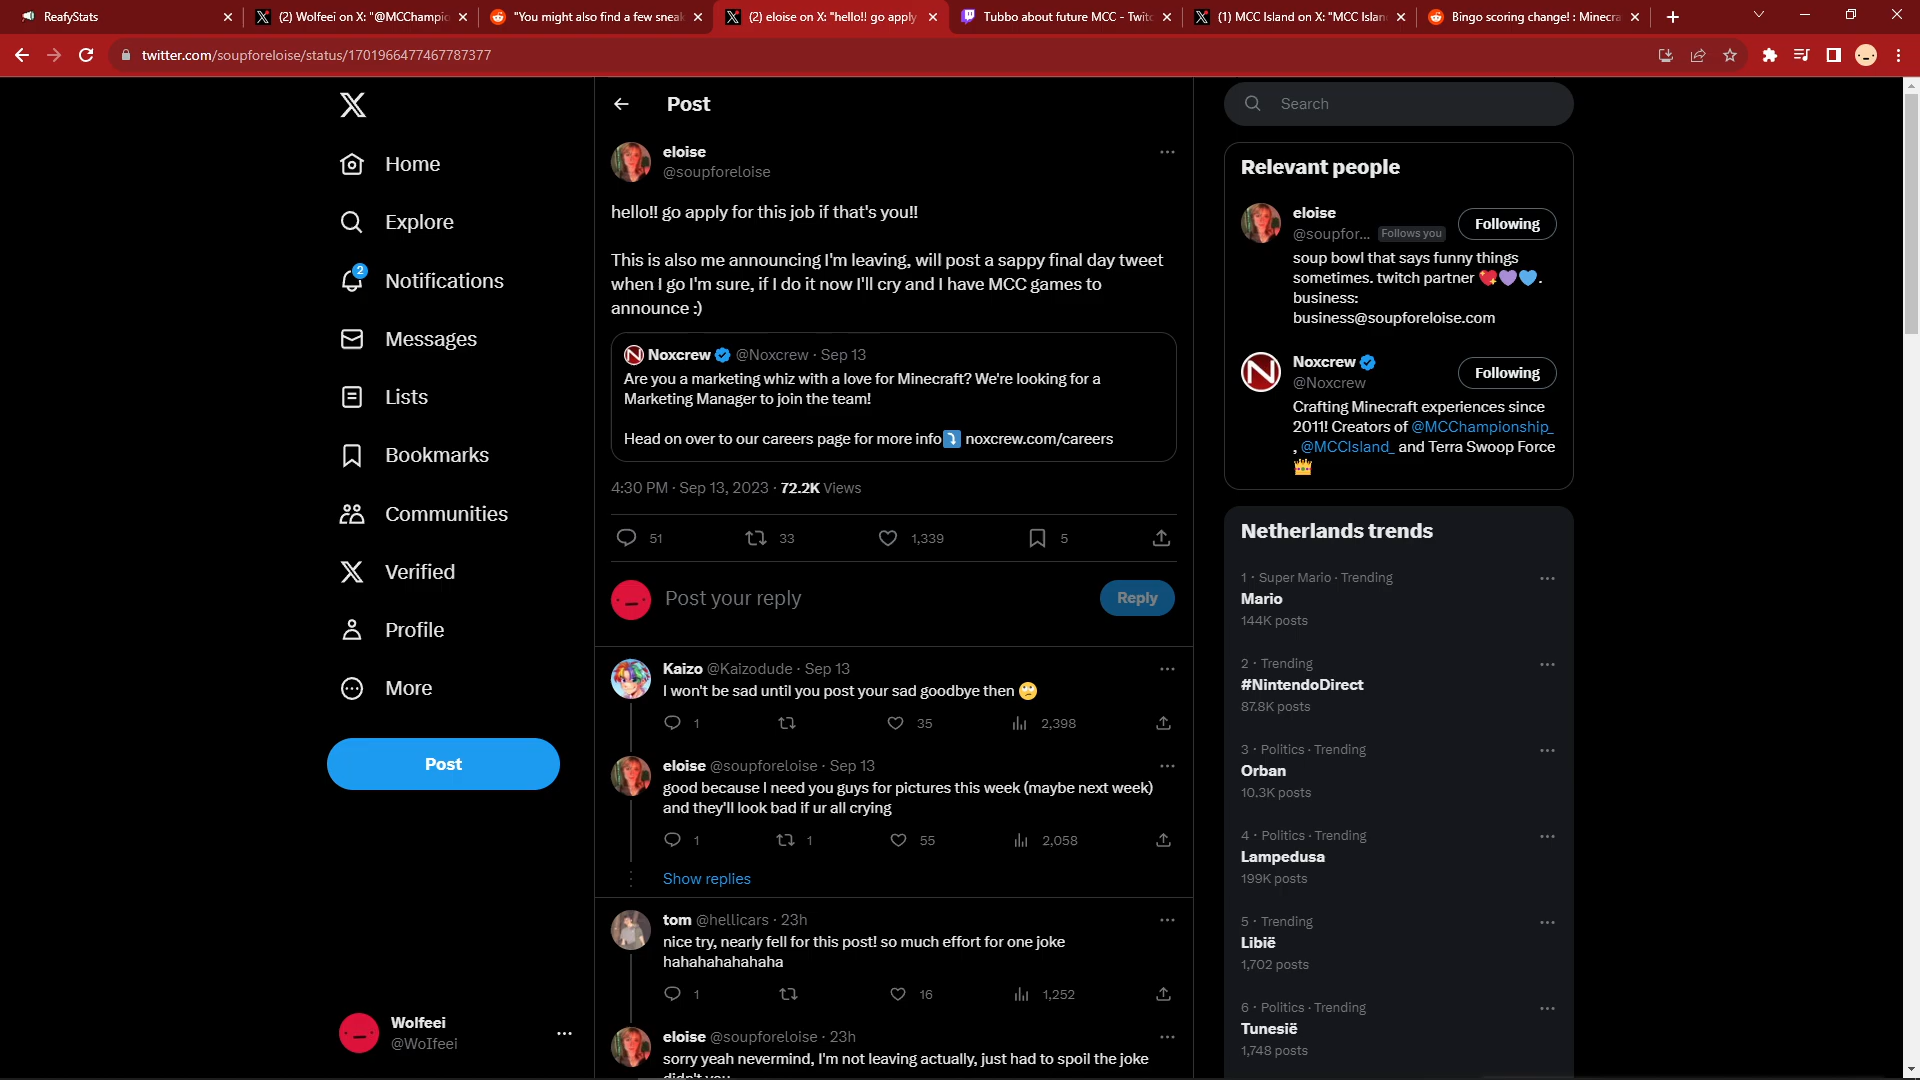 ReafyStats
(2) Wolfeei on X: "@MCChampio
"You might also find a few sneak
(2) eloise on X: "hello!! go apply
Tubbo about future MCC - Twitc
(1) MCC Island on X: "MCC Islan
Bingo scoring change! : Minecra
twitter.com/soupforeloise/status/1701966477467787377
Home
Explore
2
Notifications
Messages
Lists
Bookmarks
Communities
Verified
Profile
More
Post
Wolfeei
@WoIfeei
Post
eloise
@soupforeloise
hello!! go apply for this job if that's you!!
This is also me announcing I'm leaving, will post a sappy final day tweet
when I go I'm sure, if I do it now I'll cry and I have MCC games to
announce :)
Noxcrew @Noxcrew · Sep 13
Are you a marketing whiz with a love for Minecraft? We're looking for a
Marketing Manager to join the team!
Head on over to our careers page for more info⤵️ noxcrew.com/careers
4:30 PM · Sep 13, 2023 · 72.2K Views
51 33 1,339 5
Post your reply
Reply
Kaizo @Kaizodude · Sep 13
I won't be sad until you post your sad goodbye then 🙄
1 35 2,398
eloise @soupforeloise · Sep 13
good because I need you guys for pictures this week (maybe next week)
and they'll look bad if ur all crying
1 1 55 2,058
Show replies
tom @hellicars · 23h
nice try, nearly fell for this post! so much effort for one joke
hahahahahahaha
1 16 1,252
eloise @soupforeloise · 23h
sorry yeah nevermind, I'm not leaving actually, just had to spoil the joke
didn't you
Search
Relevant people
eloise
@soupfor... Follows you
Following
soup bowl that says funny things
sometimes. twitch partner 💖💜💙.
business:
business@soupforeloise.com
Noxcrew
@Noxcrew
Following
Crafting Minecraft experiences since
2011! Creators of @MCChampionship_
, @MCCIsland_ and Terra Swoop Force
👑
Netherlands trends
1 · Super Mario · Trending
Mario
144K posts
2 · Trending
#NintendoDirect
87.8K posts
3 · Politics · Trending
Orban
10.3K posts
4 · Politics · Trending
Lampedusa
199K posts
5 · Trending
Libië
1,702 posts
6 · Politics · Trending
Tunesië
1,748 posts